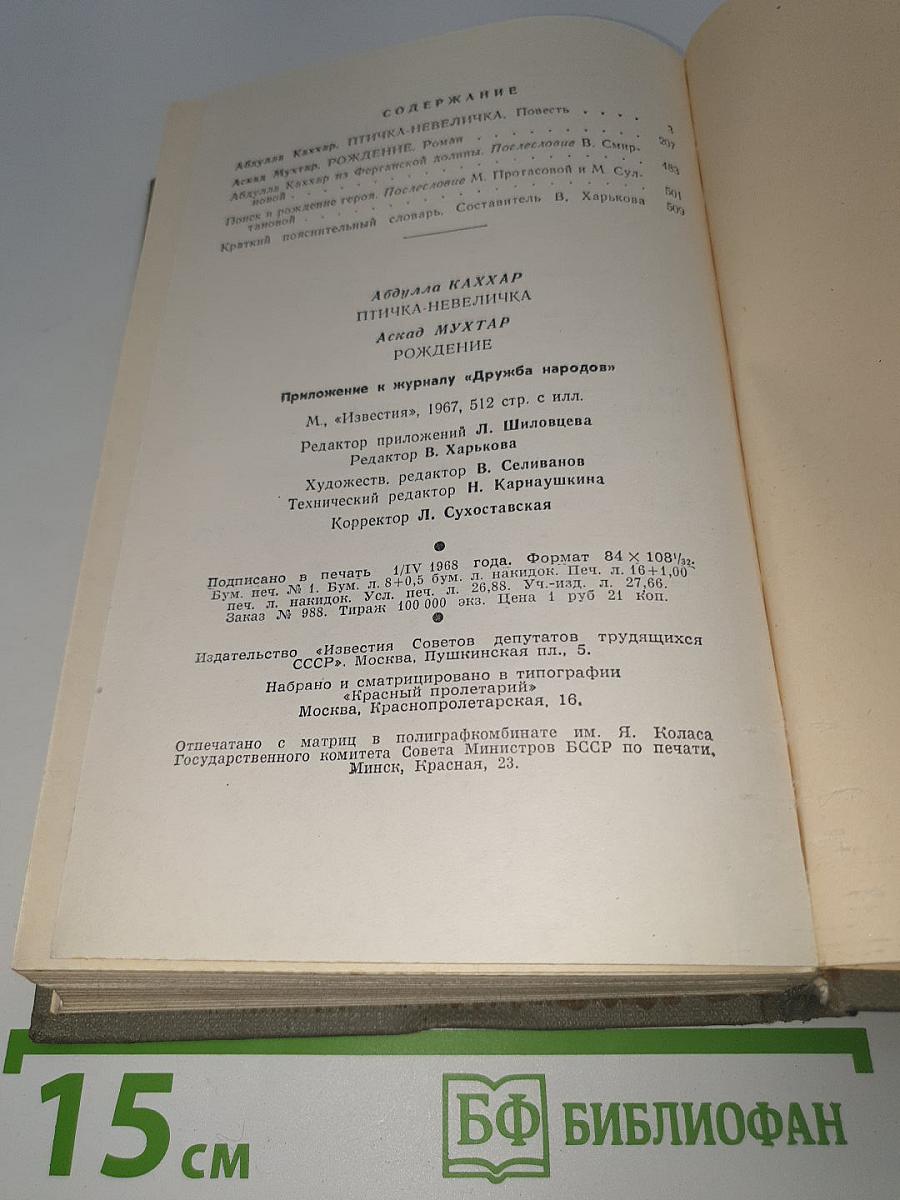 СОДЕРЖАНИЕ
Абдулла Каххар. ПТИЧКА-НЕВЕЛИЧКА. Повесть . . . . 3
Аскад Мухтар. РОЖДЕНИЕ. Роман . . . . . . . . 207
Абдулла Каххар из Ферганской долины. Послесловие В. Смир-
новой . . . . . . . . . . . . . . 483
Поиск и рождение героя. Послесловие М. Протасовой и М. Сул-
тановой . . . . . . . . . . . . . . 501
Краткий пояснительный словарь. Составитель В. Харькова 509
Абдулла КАХХАР
ПТИЧКА-НЕВЕЛИЧКА
Аскад МУХТАР
РОЖДЕНИЕ
Приложение к журналу «Дружба народов»
М., «Известия», 1967, 512 стр. с илл.
Редактор приложений Л. Шиловцева
Редактор В. Харькова
Художеств. редактор В. Селиванов
Технический редактор Н. Карнаушкина
Корректор Л. Сухоставская
Подписано в печать 1/IV 1968 года. Формат 84 × 108 1/32.
Бум. печ. № 1. Бум. л. 8+0,5 бум. л. накидок. Печ. л. 16+1,00
печ. л. накидок. Усл. печ. л. 26,88. Уч.-изд. л. 27,66.
Заказ № 988. Тираж 100 000 экз. Цена 1 руб 21 коп.
Издательство «Известия Советов депутатов трудящихся
СССР». Москва, Пушкинская пл., 5.
Набрано и сматрицировано в типографии
«Красный пролетарий»
Москва, Краснопролетарская, 16.
Отпечатано с матриц в полиграфкомбинате им. Я. Коласа
Государственного комитета Совета Министров БССР по печати,
Минск, Красная, 23.
15 см
БФ БИБЛИОФАН